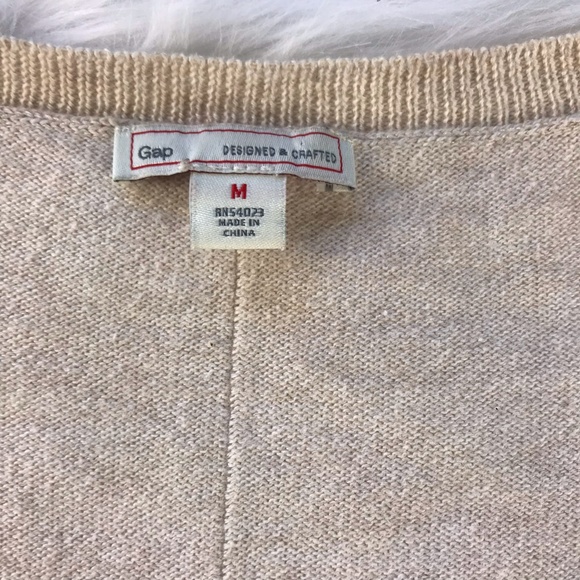 Gap DESIGNED & CRAFTED
M
RN54023
MADE IN
CHINA